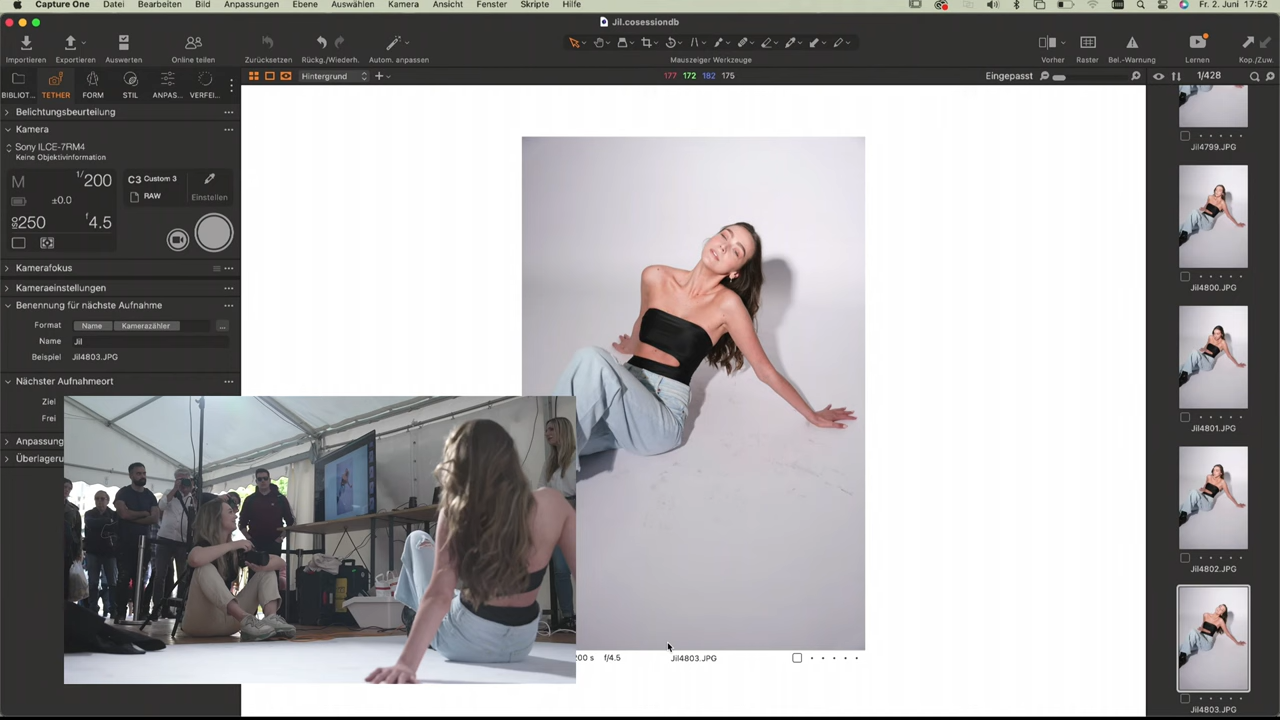 Capture One Datei Bearbeiten Bild Anpassungen Ebene Auswählen Kamera Ansicht Fenster Skripte Hilfe Fr. 2. Juni 17:52
Jil.cosessiondb
Importieren Exportieren Auswerten Online teilen Zurücksetzen Rückg./Wiederh. Autom. anpassen Mauszeiger Werkzeuge Vorher Raster Bel.-Warnung Lernen Kop./Zuw.
Hintergrund 177 172 182 175 Eingepasst 1/428
BIBLIOT... TETHER FORM STIL ANPAS... VERFEI...
Belichtungsbeurteilung
Kamera
Sony ILCE-7RM4
Keine Objektivinformation
M 1/200 C3 Custom 3
±0.0 RAW Einstellen
ISO 250 f4.5
Kamerafokus
Kameraeinstellungen
Benennung für nächste Aufnahme
Format Name Kamerazähler ...
Name Jil
Beispiel Jil4803.JPG
Nächster Aufnahmeort
Ziel
Frei
Anpassung
Überlageru
00 s f/4.5 Jil4803.JPG
Jil4799.JPG
Jil4800.JPG
Jil4801.JPG
Jil4802.JPG
Jil4803.JPG